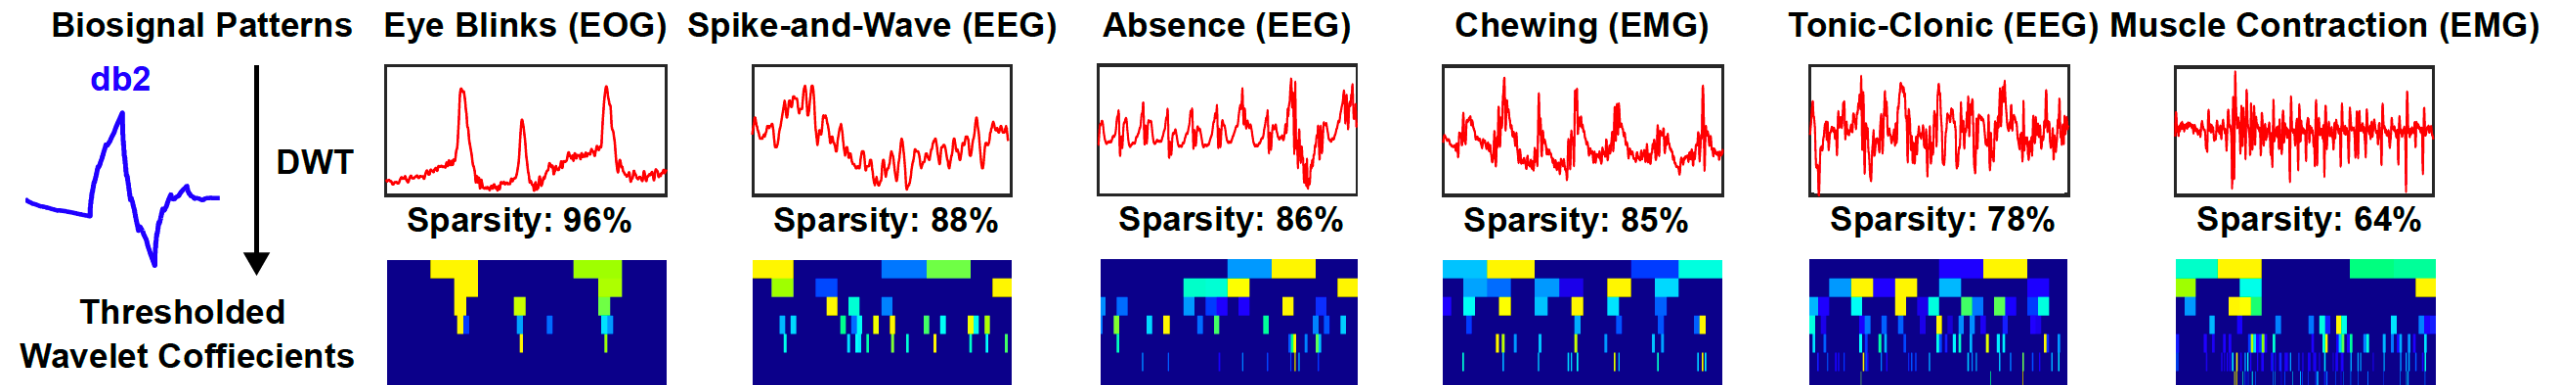 Biosignal Patterns
db2
DWT
Thresholded
Wavelet Coffiecients
Eye Blinks (EOG)
Sparsity: 96%
Spike-and-Wave (EEG)
Sparsity: 88%
Absence (EEG)
Sparsity: 86%
Chewing (EMG)
Sparsity: 85%
Tonic-Clonic (EEG)
Sparsity: 78%
Muscle Contraction (EMG)
Sparsity: 64%